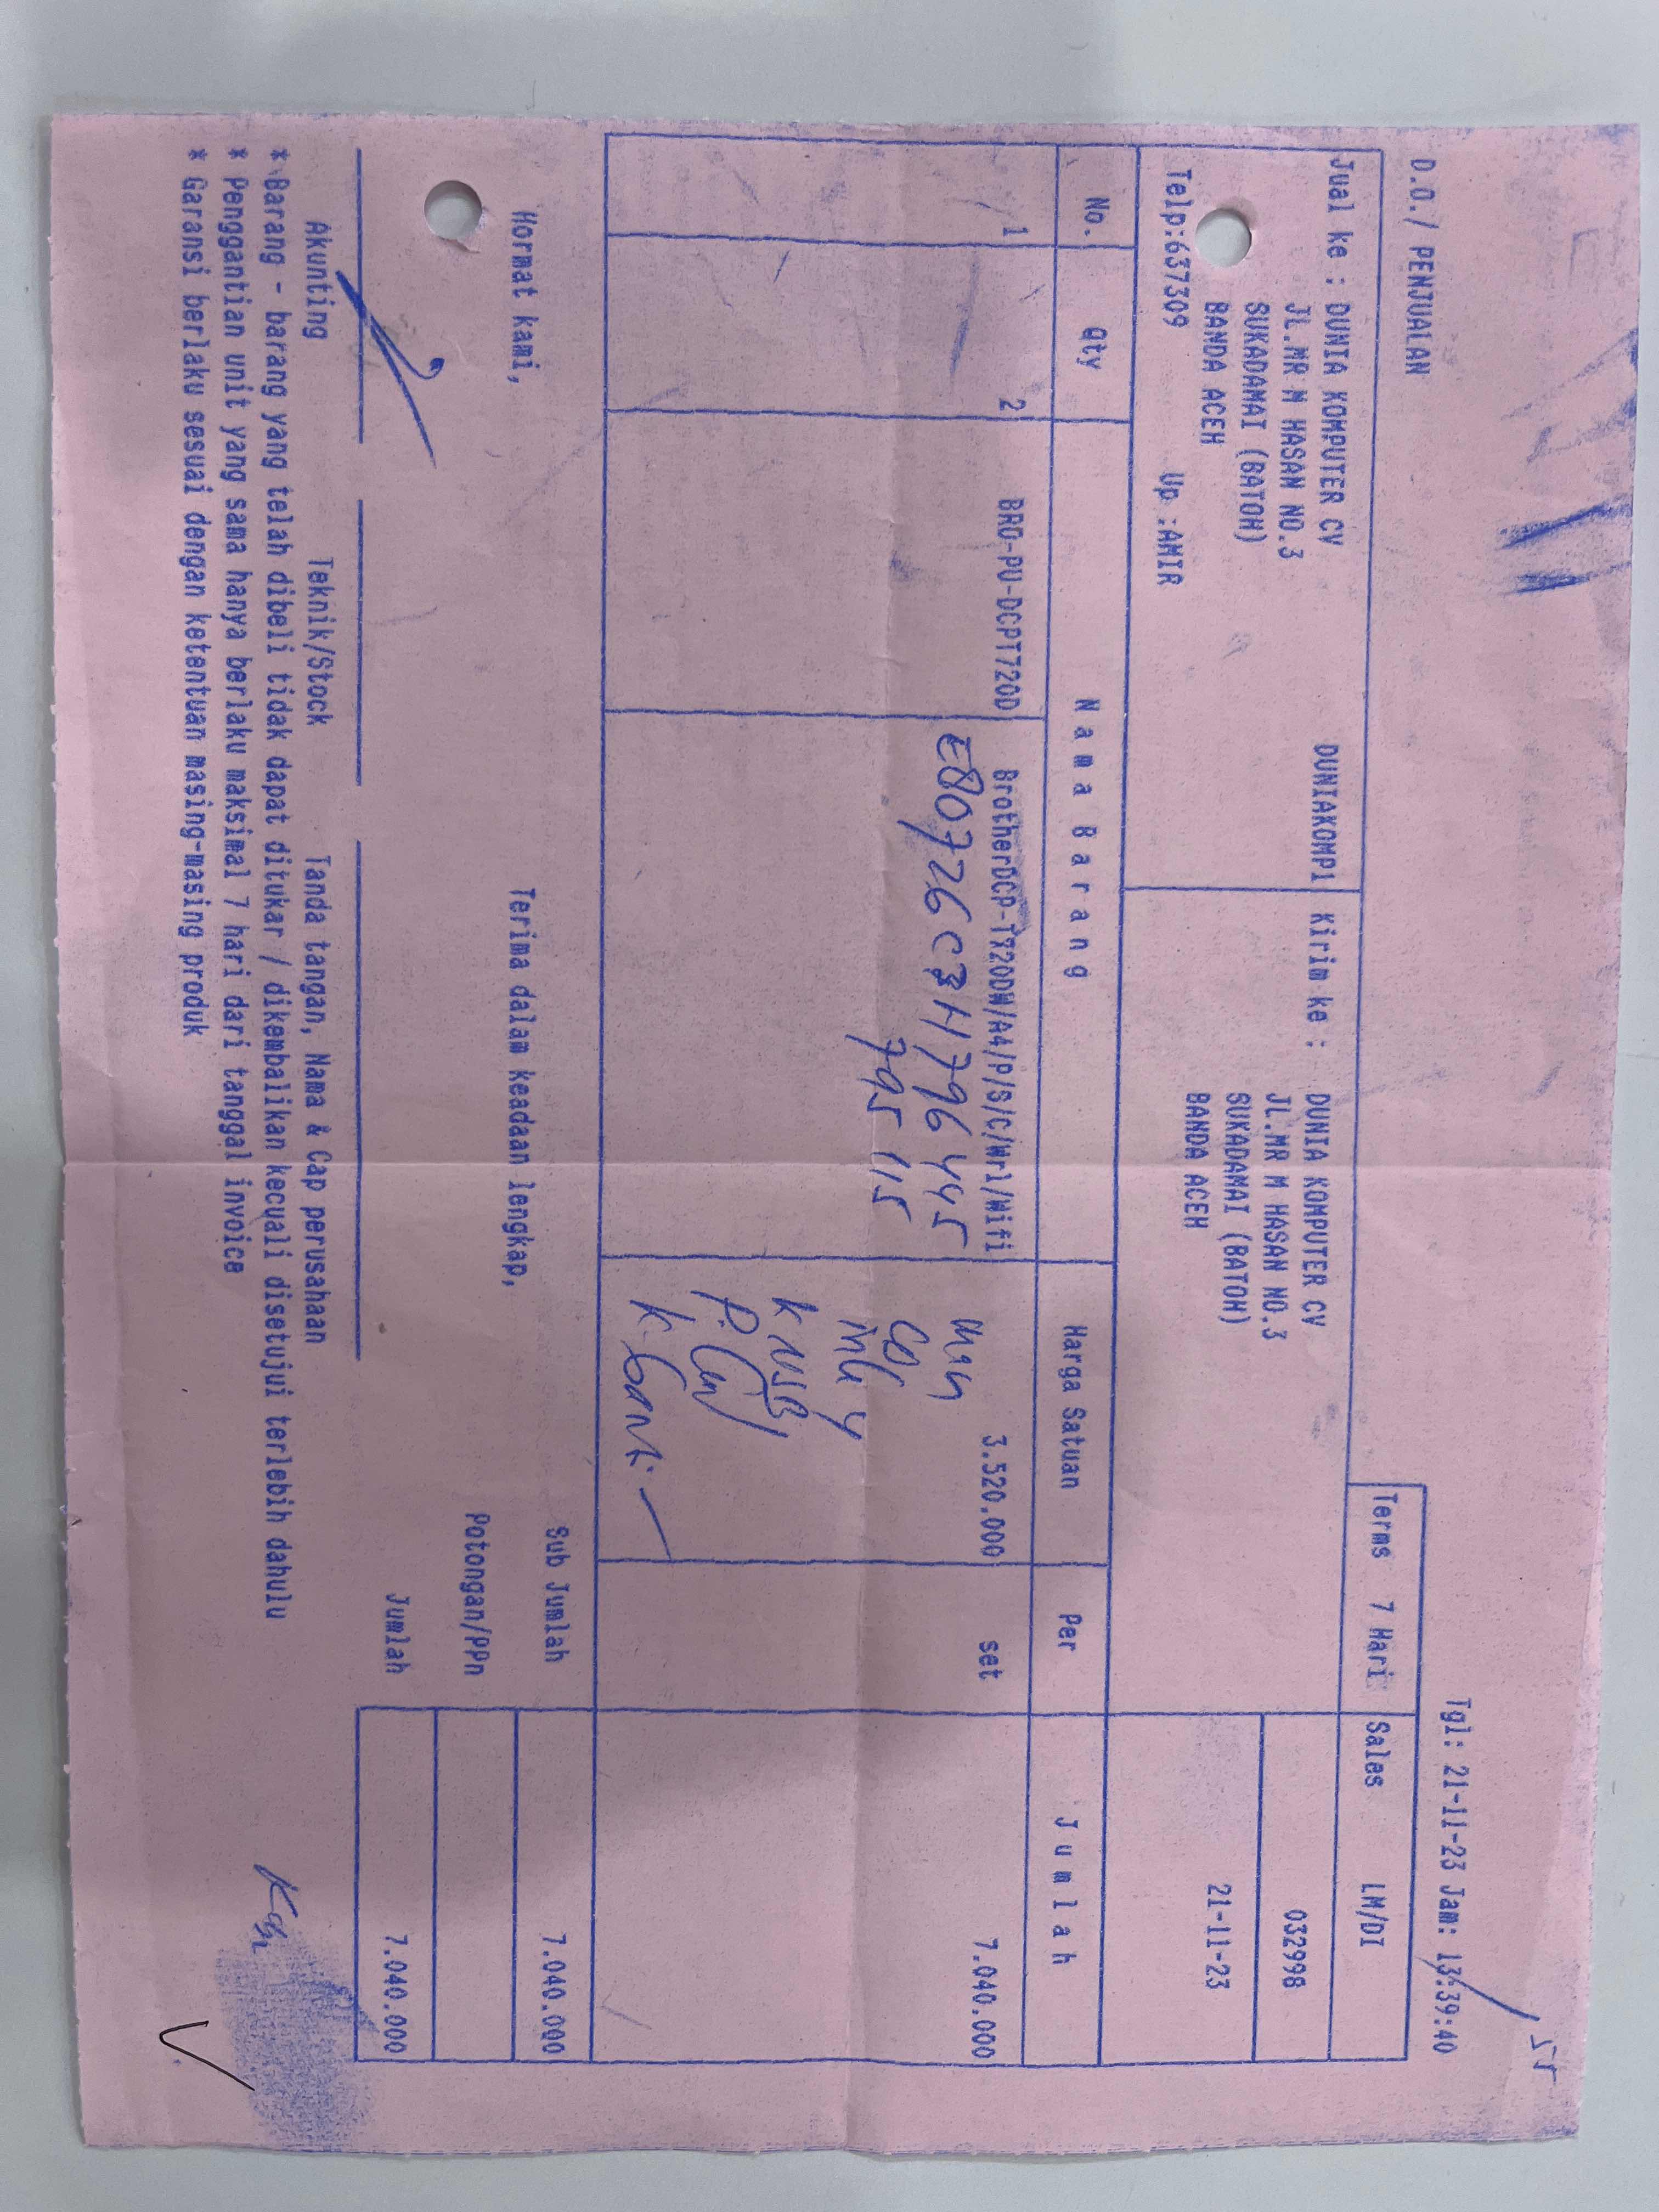 Tgl: 21-11-23 Jam: 13:39:40
D.O./ PENJUALAN
Terms 7 Hari Sales LM/DI
Jual ke : DUNIA KOMPUTER CV DUNIAKOMP1 Kirim ke : DUNIA KOMPUTER CV 032998
JL.MR M HASAN NO.3 JL.MR M HASAN NO.3
SUKADAMAI (BATOH) SUKADAMAI (BATOH) 21-11-23
BANDA ACEH BANDA ACEH
Telp:637309 Up :AMIR
No. Qty Nama Barang Harga Satuan Per Jumlah
1 2 BRO-PU-DCPT720D BrotherDCP-T720DW/A4/P/S/C/Wrl/Wifi 3.520.000 set 7.040.000
E80726C3H796445
795115
Sub Jumlah 7.040.000
Hormat kami, Terima dalam keadaan lengkap,
Potongan/PPn
Jumlah 7.040.000
Akunting Teknik/Stock Tanda tangan, Nama & Cap perusahaan
* Barang - barang yang telah dibeli tidak dapat ditukar / dikembalikan kecuali disetujui terlebih dahulu
* Penggantian unit yang sama hanya berlaku maksimal 7 hari dari tanggal invoice
* Garansi berlaku sesuai dengan ketentuan masing-masing produk